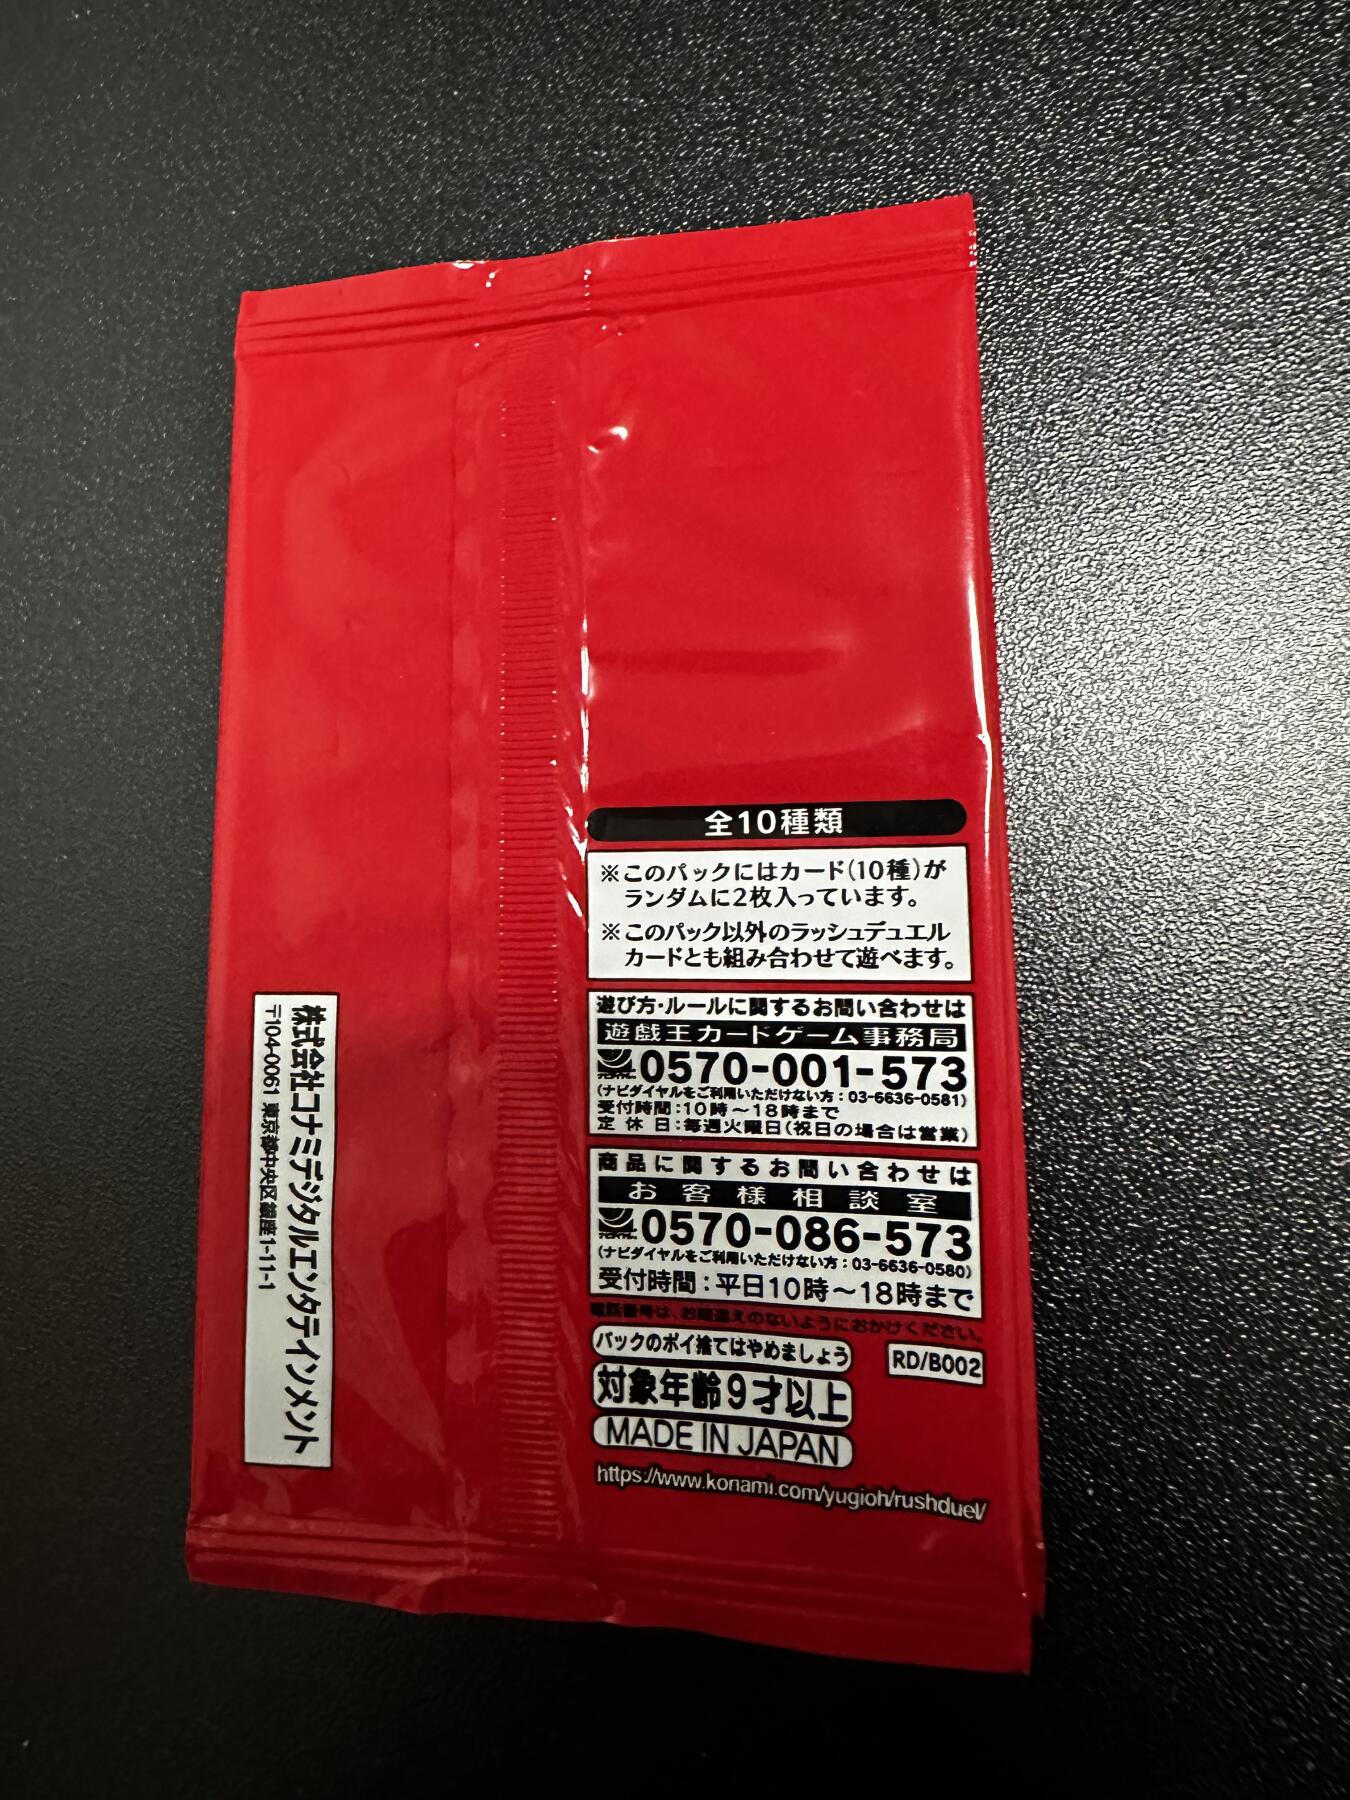 全10種類
※このパックにはカード(10種)が
ランダムに2枚入っています。
※このパック以外のラッシュデュエル
カードとも組み合わせて遊べます。
遊び方・ルールに関するお問い合わせは
遊戯王カードゲーム事務局
0570-001-573
(ナビダイヤルをご利用いただけない方：03-6636-0581)
受付時間：10時～18時まで
定休日：毎週火曜日(祝日の場合は営業)
商品に関するお問い合わせは
お客様相談室
0570-086-573
(ナビダイヤルをご利用いただけない方：03-6636-0580)
受付時間：平日10時～18時まで
電話番号は、お間違えのないようにおかけください。
パックのポイ捨てはやめましょう
RD/B002
対象年齢9才以上
MADE IN JAPAN
https://www.konami.com/yugioh/rushduel/
株式会社コナミデジタルエンタテインメント
〒104-0061 東京都中央区銀座1-11-1